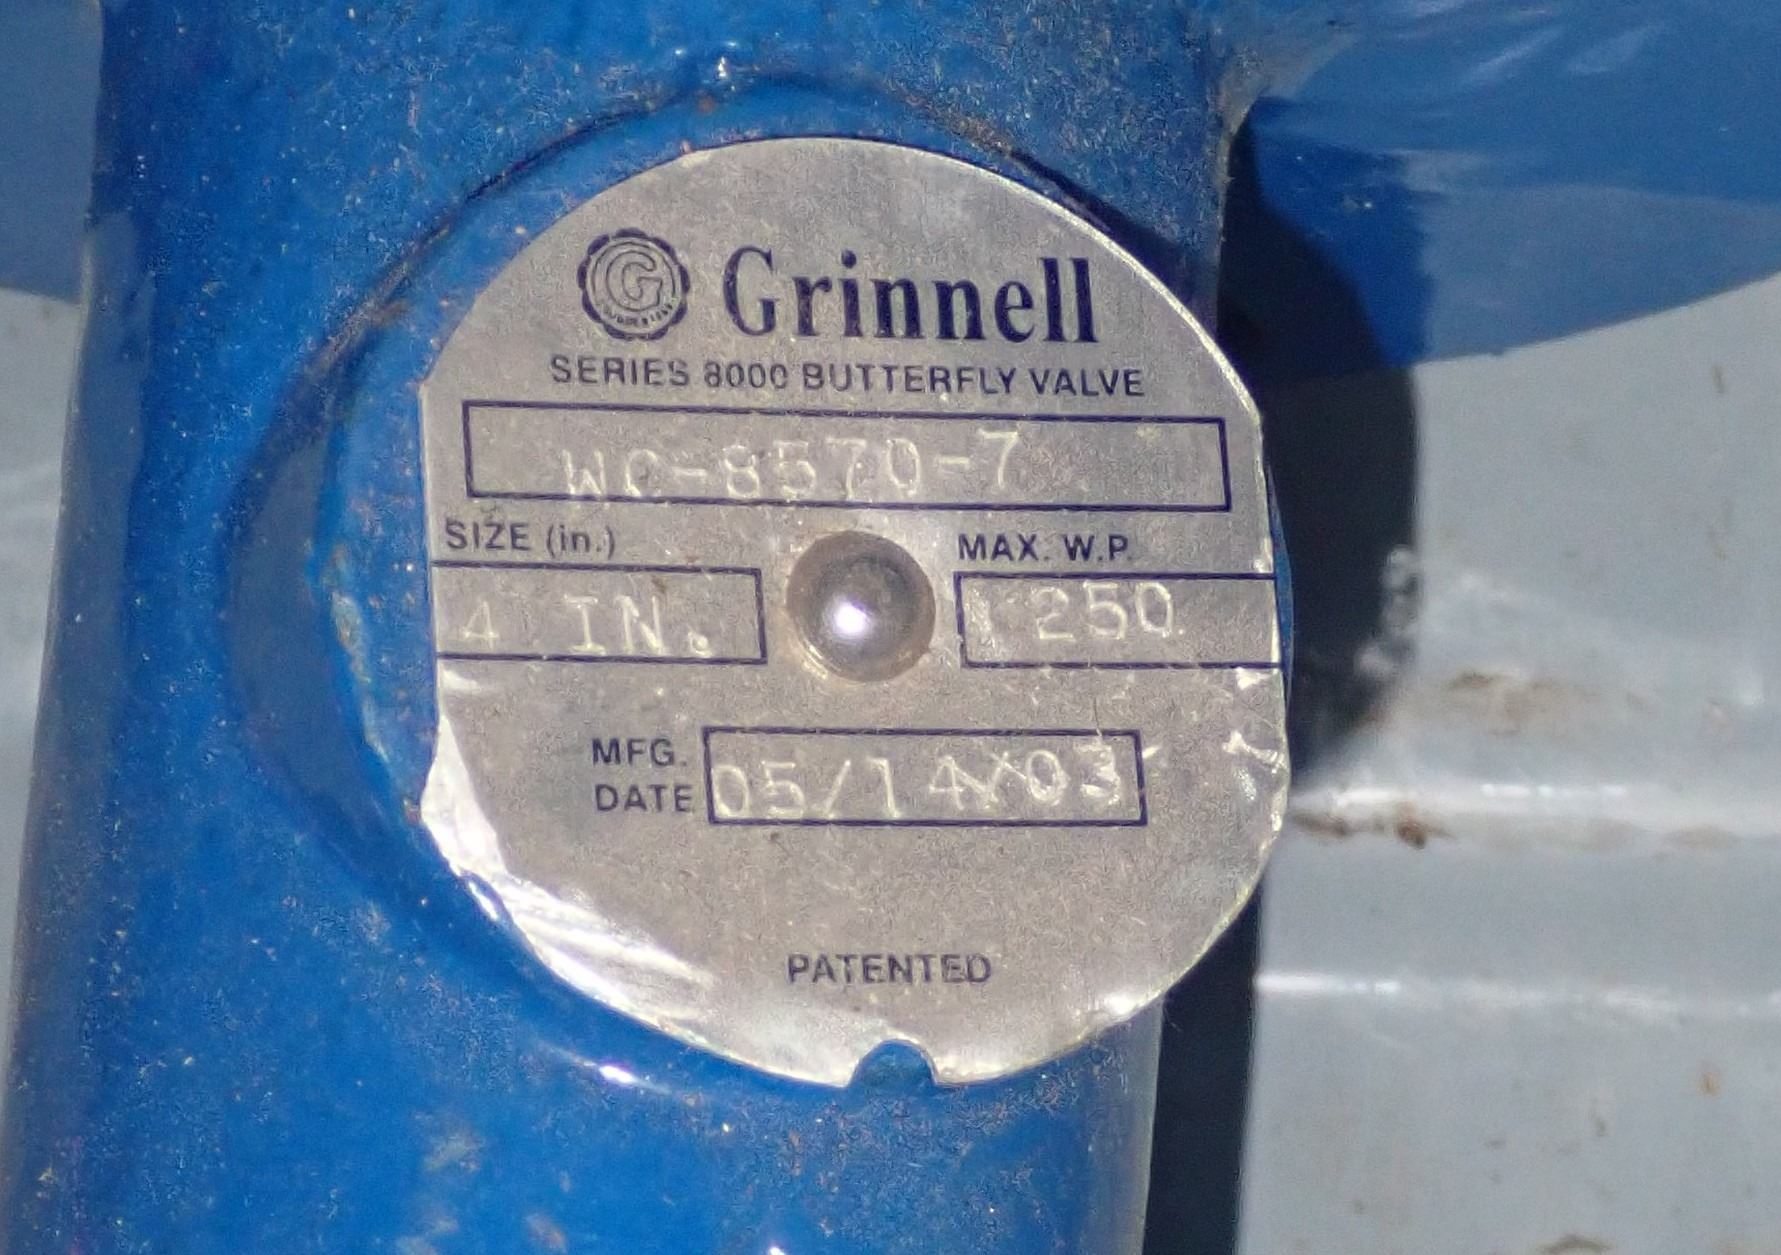 G
Grinnell
SERIES 8000 BUTTERFLY VALVE
WC-8570-7
SIZE (in.)
MAX. W.P.
4 IN.
250
MFG.
DATE
05/14/03
PATENTED